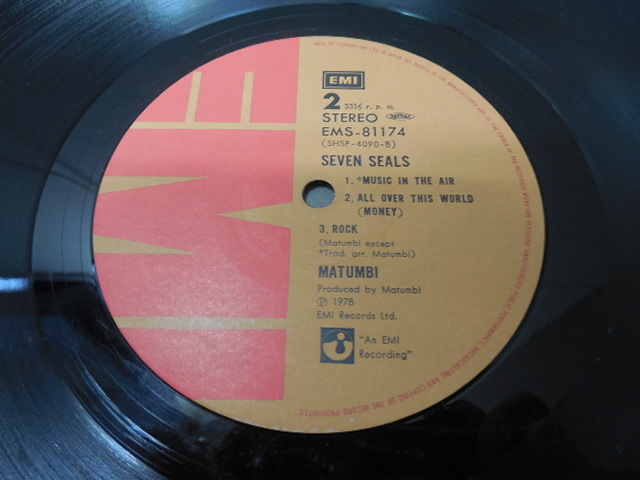 EMI
2 33⅓ r. p. m.
STEREO
EMS-81174
(SHSP-4090-B)
SEVEN SEALS
1. *MUSIC IN THE AIR
2. ALL OVER THIS WORLD
(MONEY)
3. ROCK
(Matumbi except
*Trad. arr. Matumbi)
MATUMBI
Produced by Matumbi
Ⓟ 1978
EMI Records Ltd.
"An EMI
Recording"
EMI